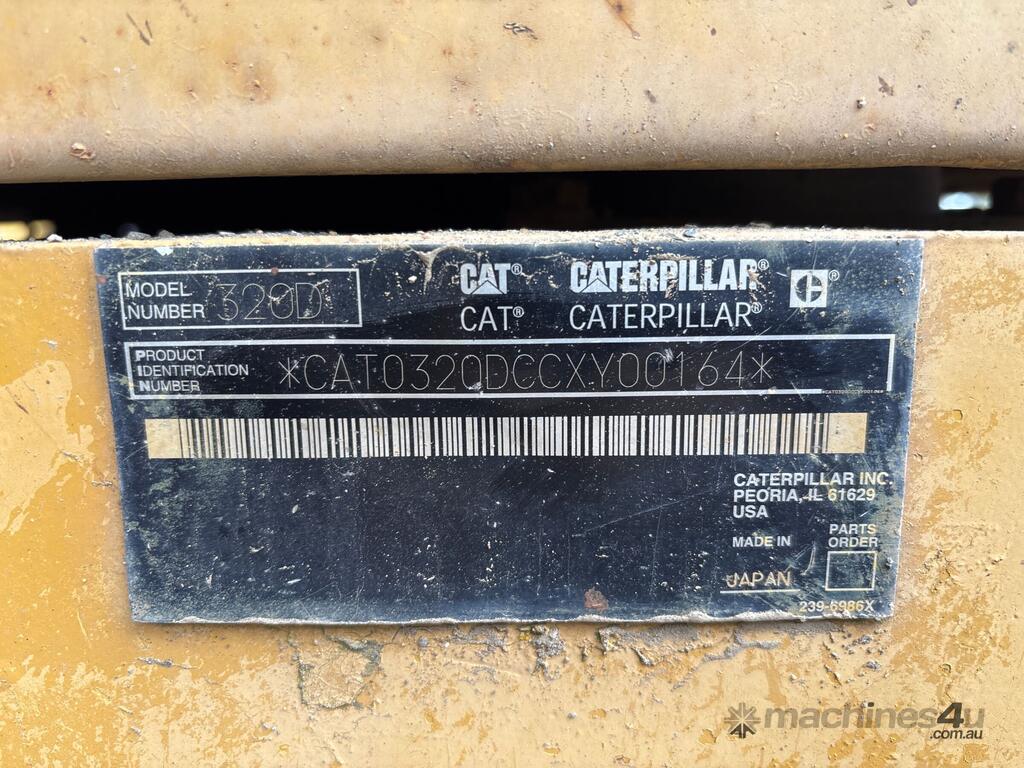 MODEL NUMBER 320D
CAT® CATERPILLAR® ®
CAT® CATERPILLAR®
PRODUCT IDENTIFICATION NUMBER *CAT0320DCCXY00164*
CATERPILLAR INC.
PEORIA, IL 61629
USA
MADE IN JAPAN
PARTS ORDER
239-5986X
machines4u
.com.au